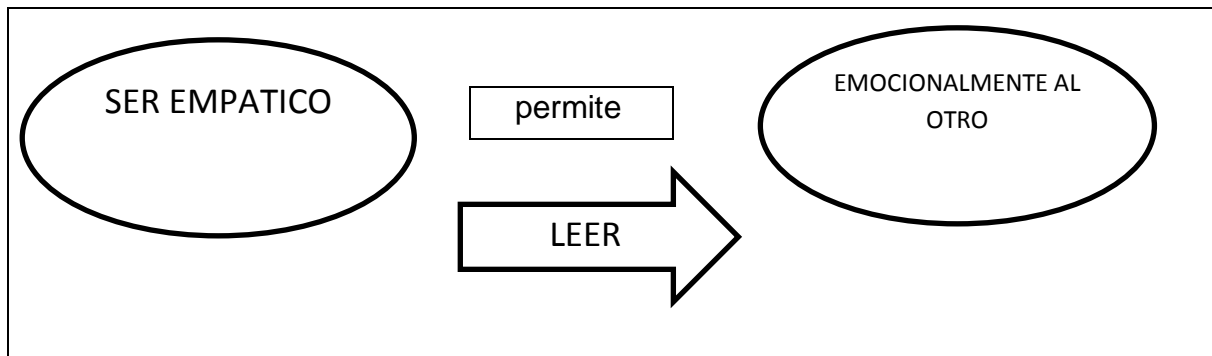 SER EMPATICO
permite
LEER
EMOCIONALMENTE AL
OTRO